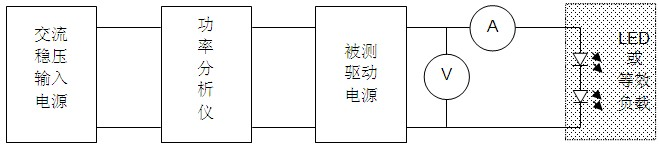 交流
稳压
输入
电源
功
率
分
析
仪
被测
驱动
电源
A
V
LED
或
等效
负载